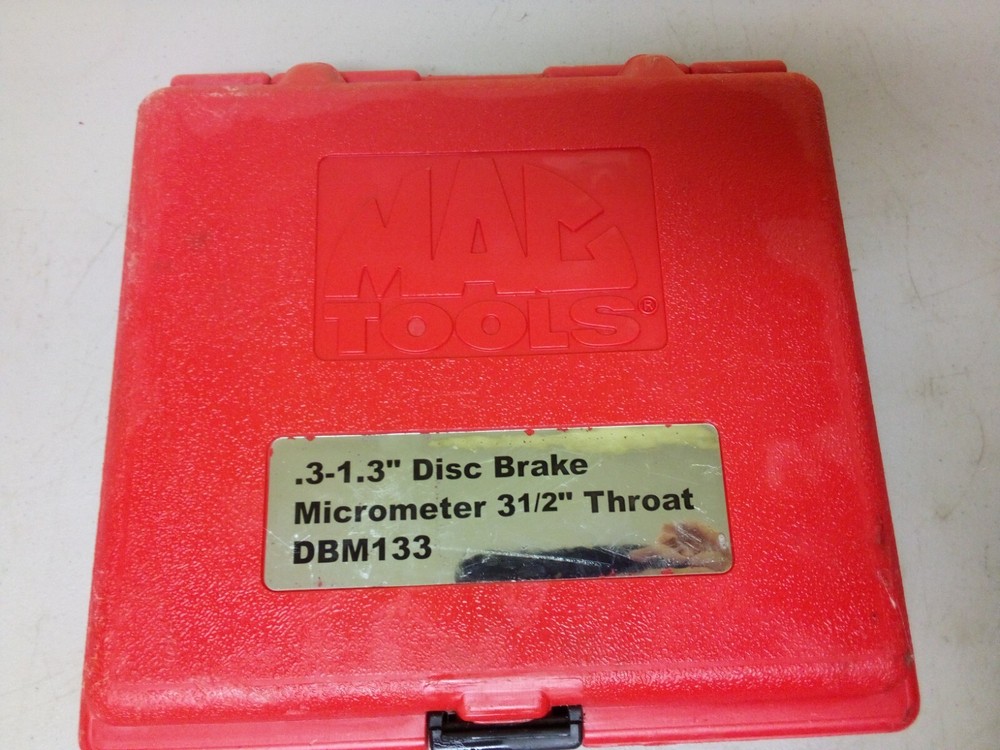 MAC
TOOLS®
.3-1.3" Disc Brake
Micrometer 31/2" Throat
DBM133